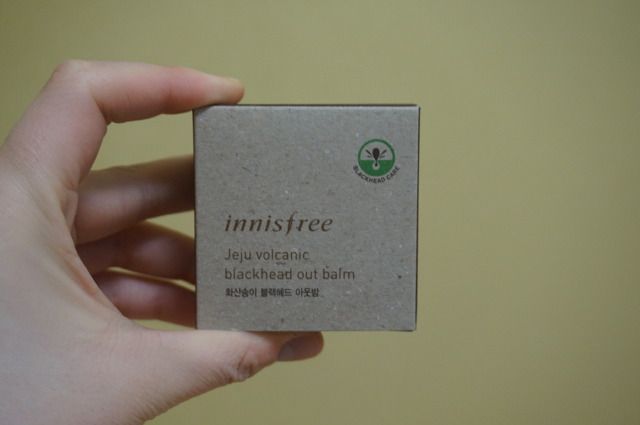 BLACKHEAD CARE
innisfree
Jeju volcanic
blackhead out balm
화산송이 블랙헤드 아웃밤